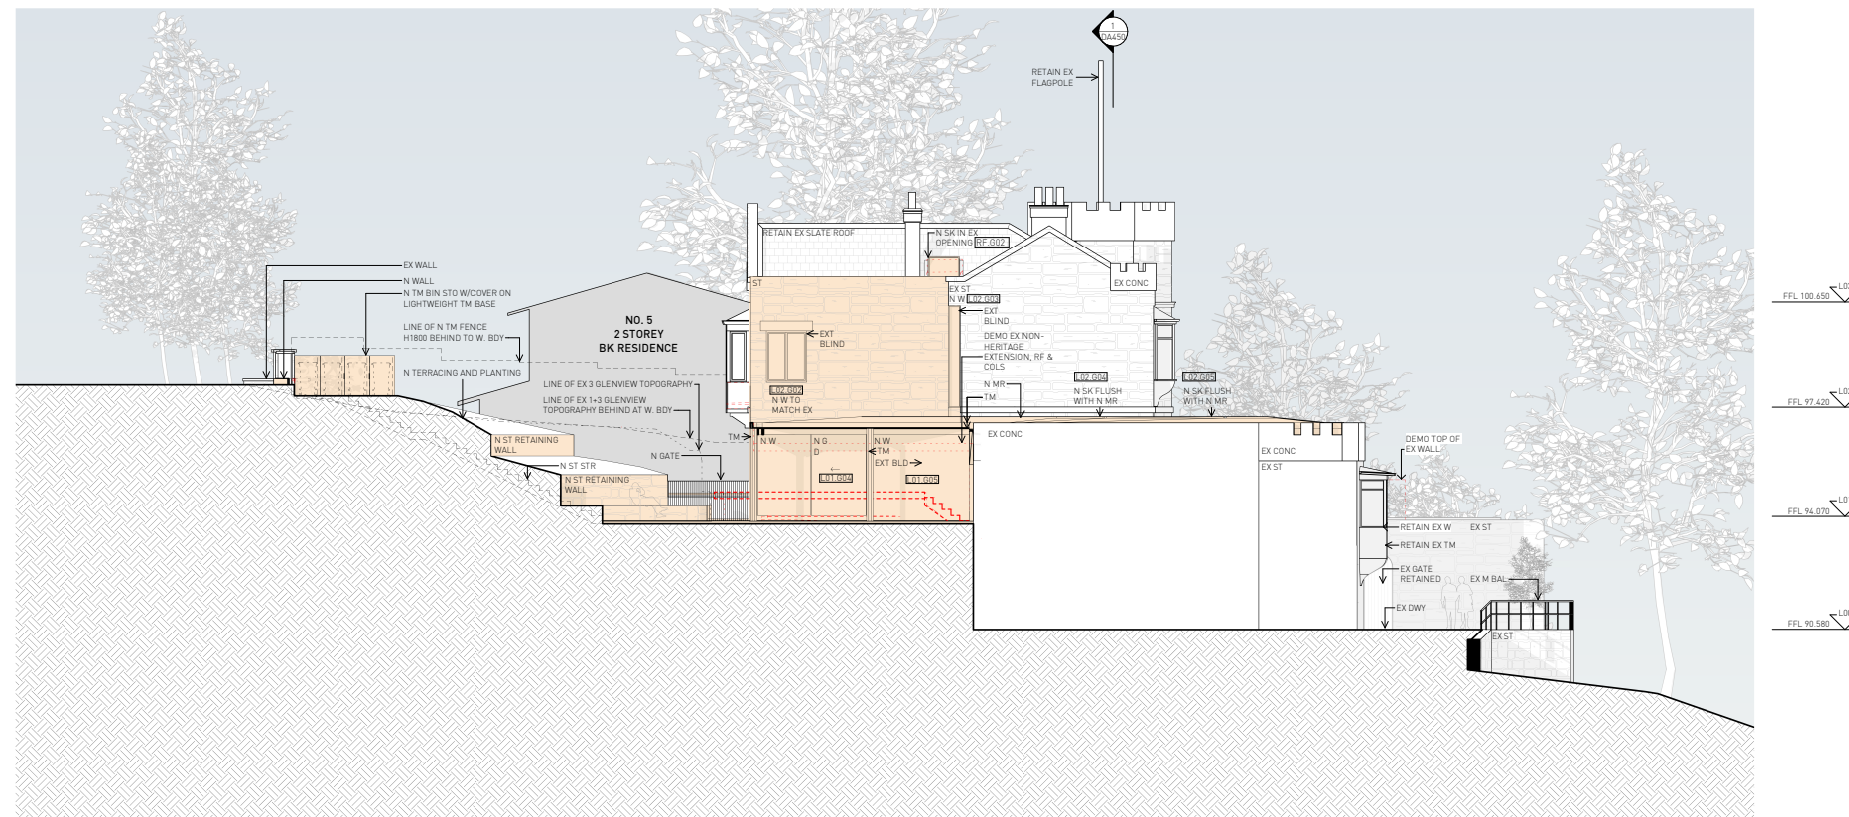 1
DA450
RETAIN EX
FLAGPOLE
RETAIN EX SLATE ROOF
N SK IN EX
OPENING RF.G02
EX WALL
N WALL
N TM BIN STO W/COVER ON
LIGHTWEIGHT TM BASE
LINE OF N TM FENCE
H1800 BEHIND TO W. BDY
N TERRACING AND PLANTING
NO. 5
2 STOREY
BK RESIDENCE
LINE OF EX 3 GLENVIEW TOPOGRAPHY
LINE OF EX 1+3 GLENVIEW
TOPOGRAPHY BEHIND AT W. BDY
ST
EXT
BLIND
L02.G02
N W TO
MATCH EX
EX ST
N W L02.G03
EXT
BLIND
DEMO EX NON-
HERITAGE
EXTENSION, RF &
COLS
N MR
TM
EX CONC
L02.G04
N SK FLUSH
WITH N MR
L02.G05
N SK FLUSH
WITH N MR
FFL 100.650
FFL 97.420
FFL 94.070
FFL 90.580
N ST RETAINING
WALL
N ST STR
N ST RETAINING
WALL
N GATE
TM
N W
N G
D
L01.G04
N W
TM
EXT BLD
L01.G05
EX CONC
EX CONC
EX ST
DEMO TOP OF
EX WALL
RETAIN EX W
EX ST
RETAIN EX TM
EX GATE
RETAINED
EX M BAL
EX DWY
EX ST